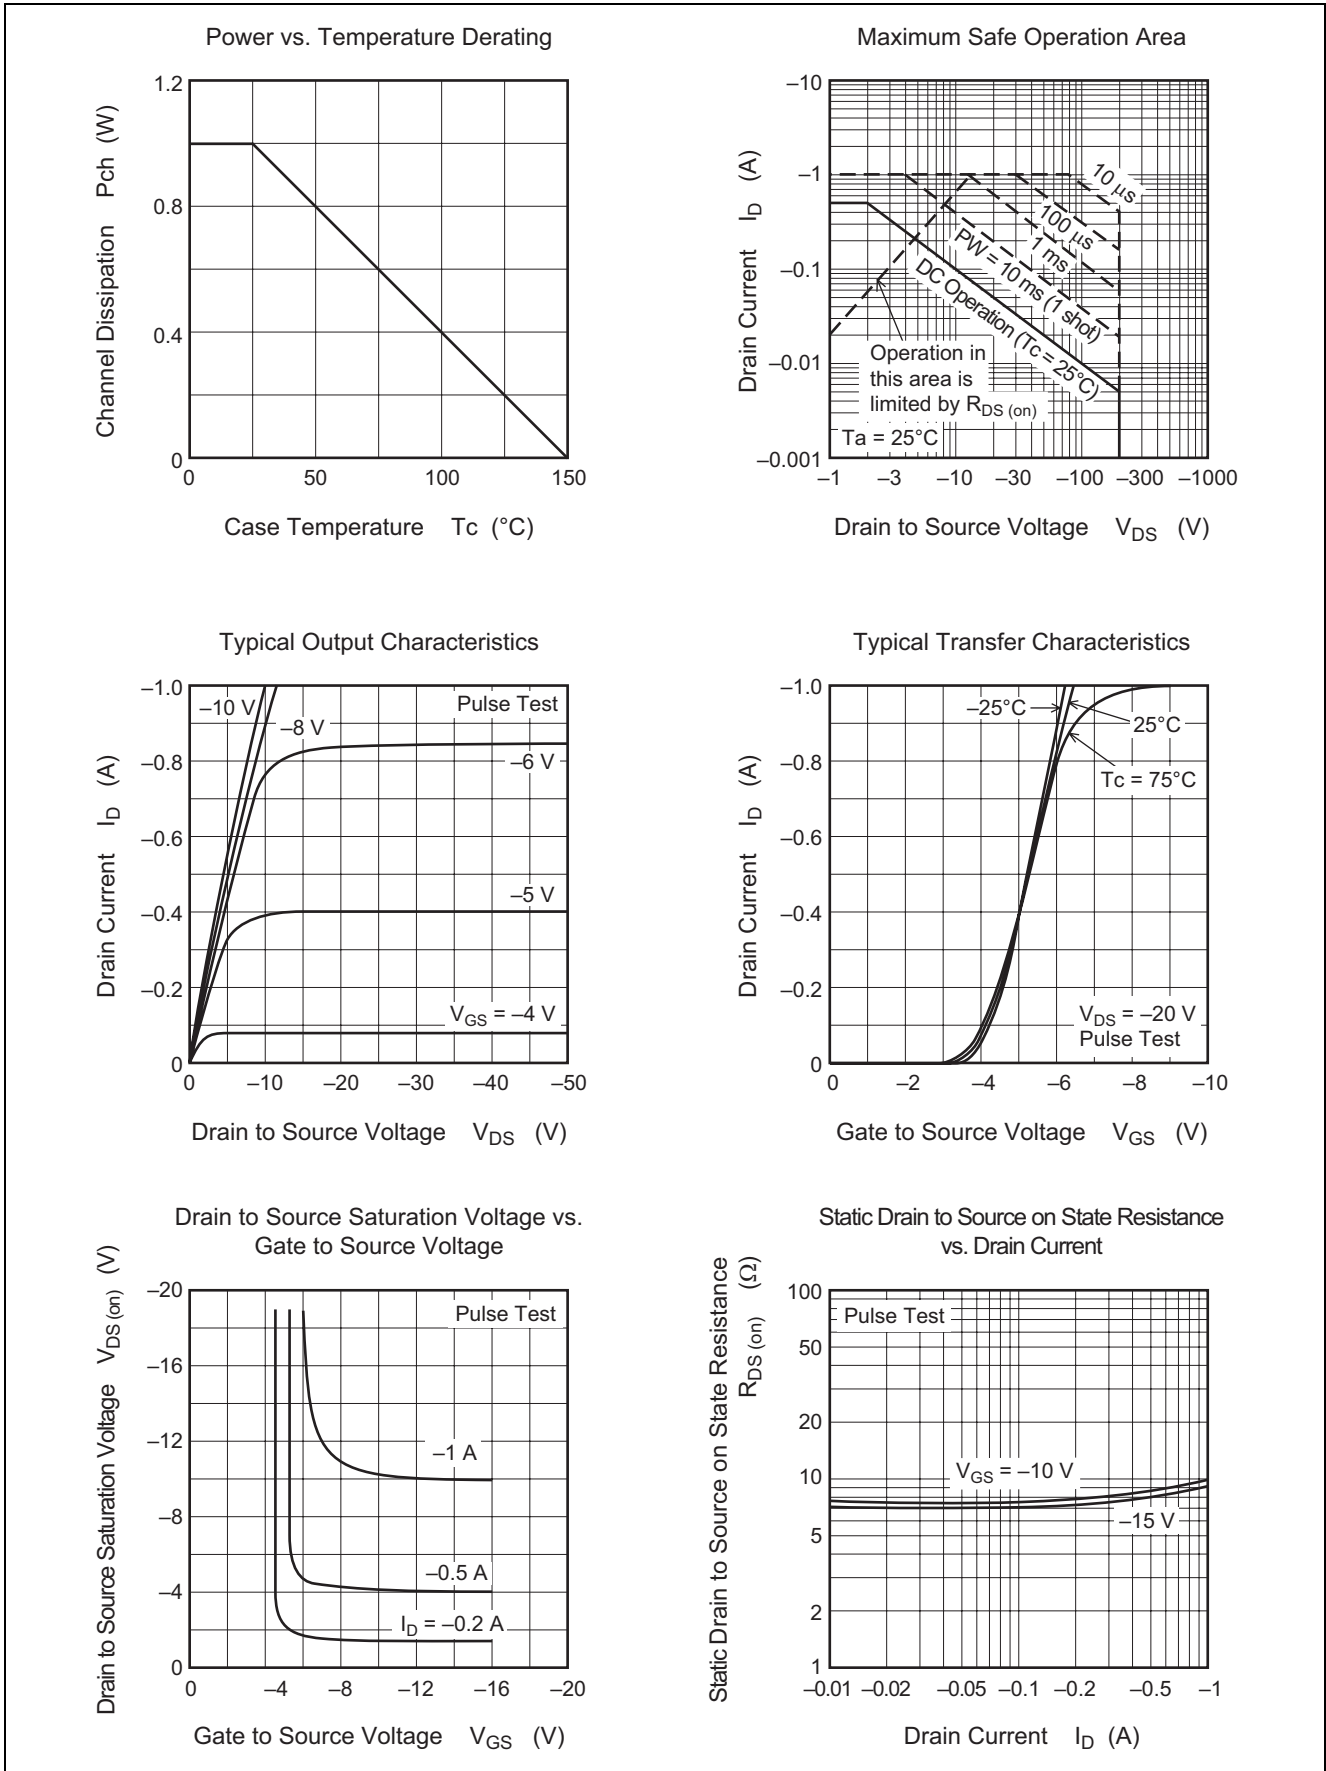 Power vs. Temperature Derating
Channel Dissipation Pch (W)
1.2
0.8
0.4
0
0 50 100 150
Case Temperature Tc (°C)
Maximum Safe Operation Area
Drain Current I_D (A)
–10
–1
–0.1
–0.01
–0.001
10 µs
100 µs
1 ms
PW = 10 ms (1 shot)
DC Operation (Tc = 25°C)
Operation in
this area is
limited by R_DS (on)
Ta = 25°C
–1 –3 –10 –30 –100 –300 –1000
Drain to Source Voltage V_DS (V)
Typical Output Characteristics
Drain Current I_D (A)
–1.0
–0.8
–0.6
–0.4
–0.2
0
–10 V
–8 V
Pulse Test
–6 V
–5 V
V_GS = –4 V
0 –10 –20 –30 –40 –50
Drain to Source Voltage V_DS (V)
Typical Transfer Characteristics
Drain Current I_D (A)
–1.0
–0.8
–0.6
–0.4
–0.2
0
–25°C
25°C
Tc = 75°C
V_DS = –20 V
Pulse Test
0 –2 –4 –6 –8 –10
Gate to Source Voltage V_GS (V)
Drain to Source Saturation Voltage vs.
Gate to Source Voltage
Drain to Source Saturation Voltage V_DS (on) (V)
–20
–16
–12
–8
–4
0
Pulse Test
–1 A
–0.5 A
I_D = –0.2 A
0 –4 –8 –12 –16 –20
Gate to Source Voltage V_GS (V)
Static Drain to Source on State Resistance
vs. Drain Current
Static Drain to Source on State Resistance
R_DS (on) (Ω)
100
50
20
10
5
2
1
Pulse Test
V_GS = –10 V
–15 V
–0.01 –0.02 –0.05 –0.1 –0.2 –0.5 –1
Drain Current I_D (A)